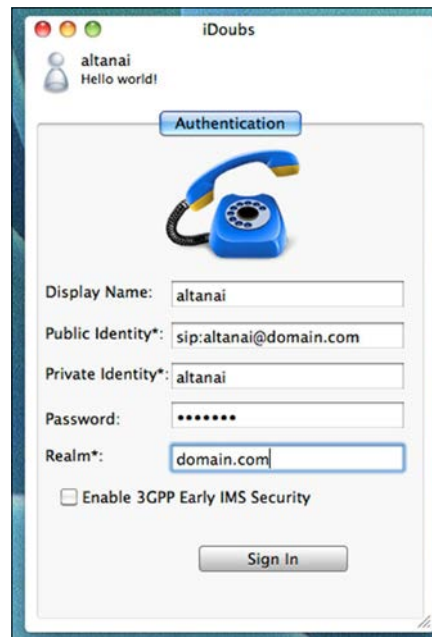 iDoubs
altanai
Hello world!
Authentication
Display Name: altanai
Public Identity*: sip:altanai@domain.com
Private Identity*: altanai
Password: •••••••
Realm*: domain.com
Enable 3GPP Early IMS Security
Sign In